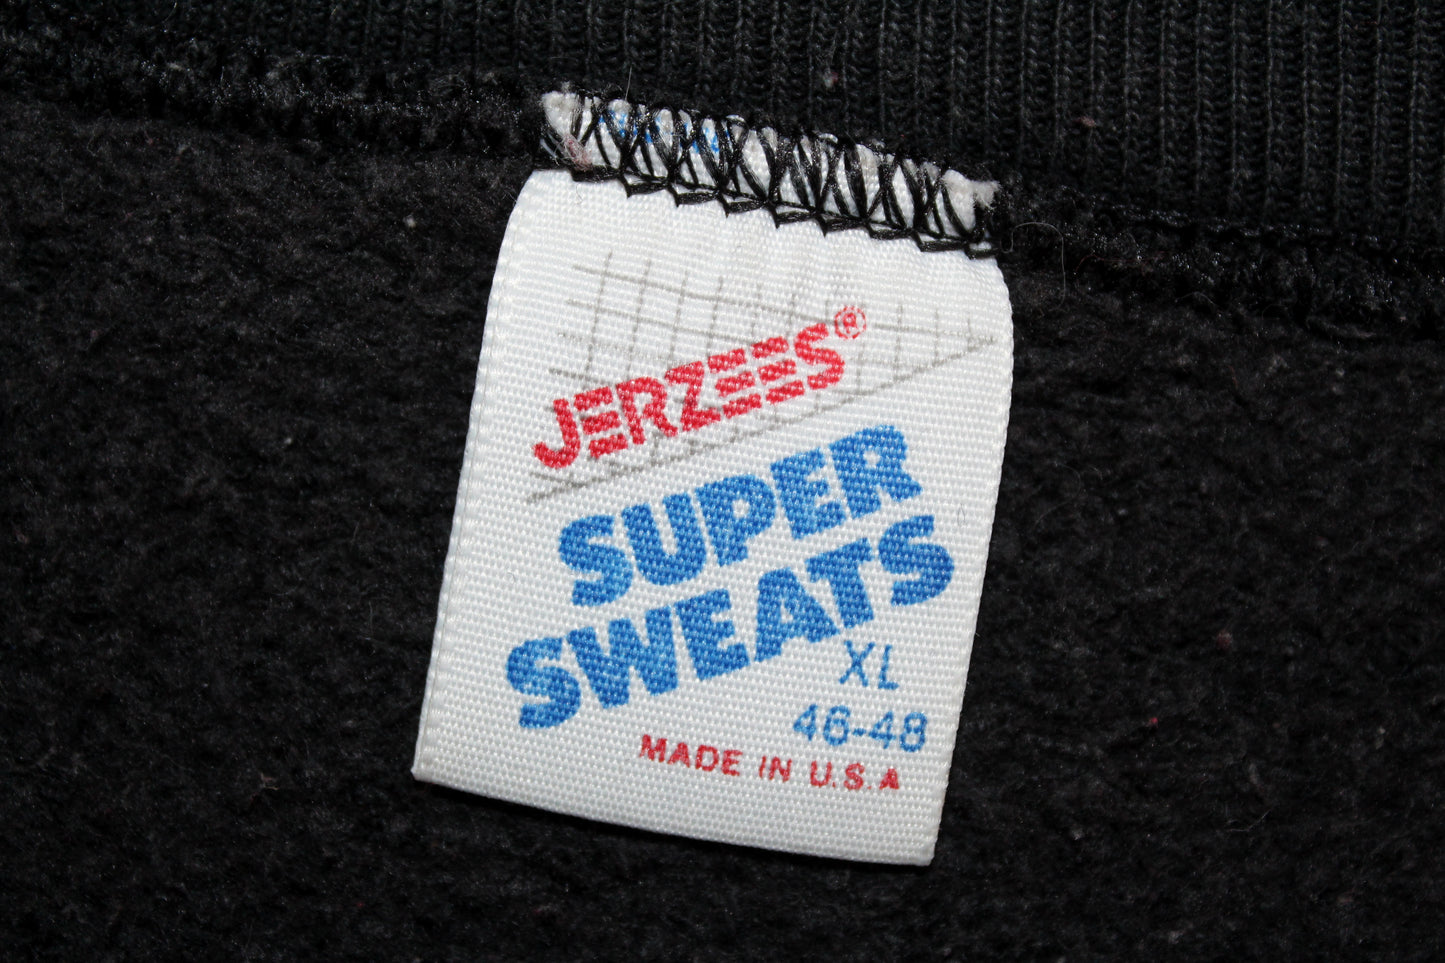 JERZEES®
SUPER
SWEATS
XL
46-48
MADE IN U.S.A